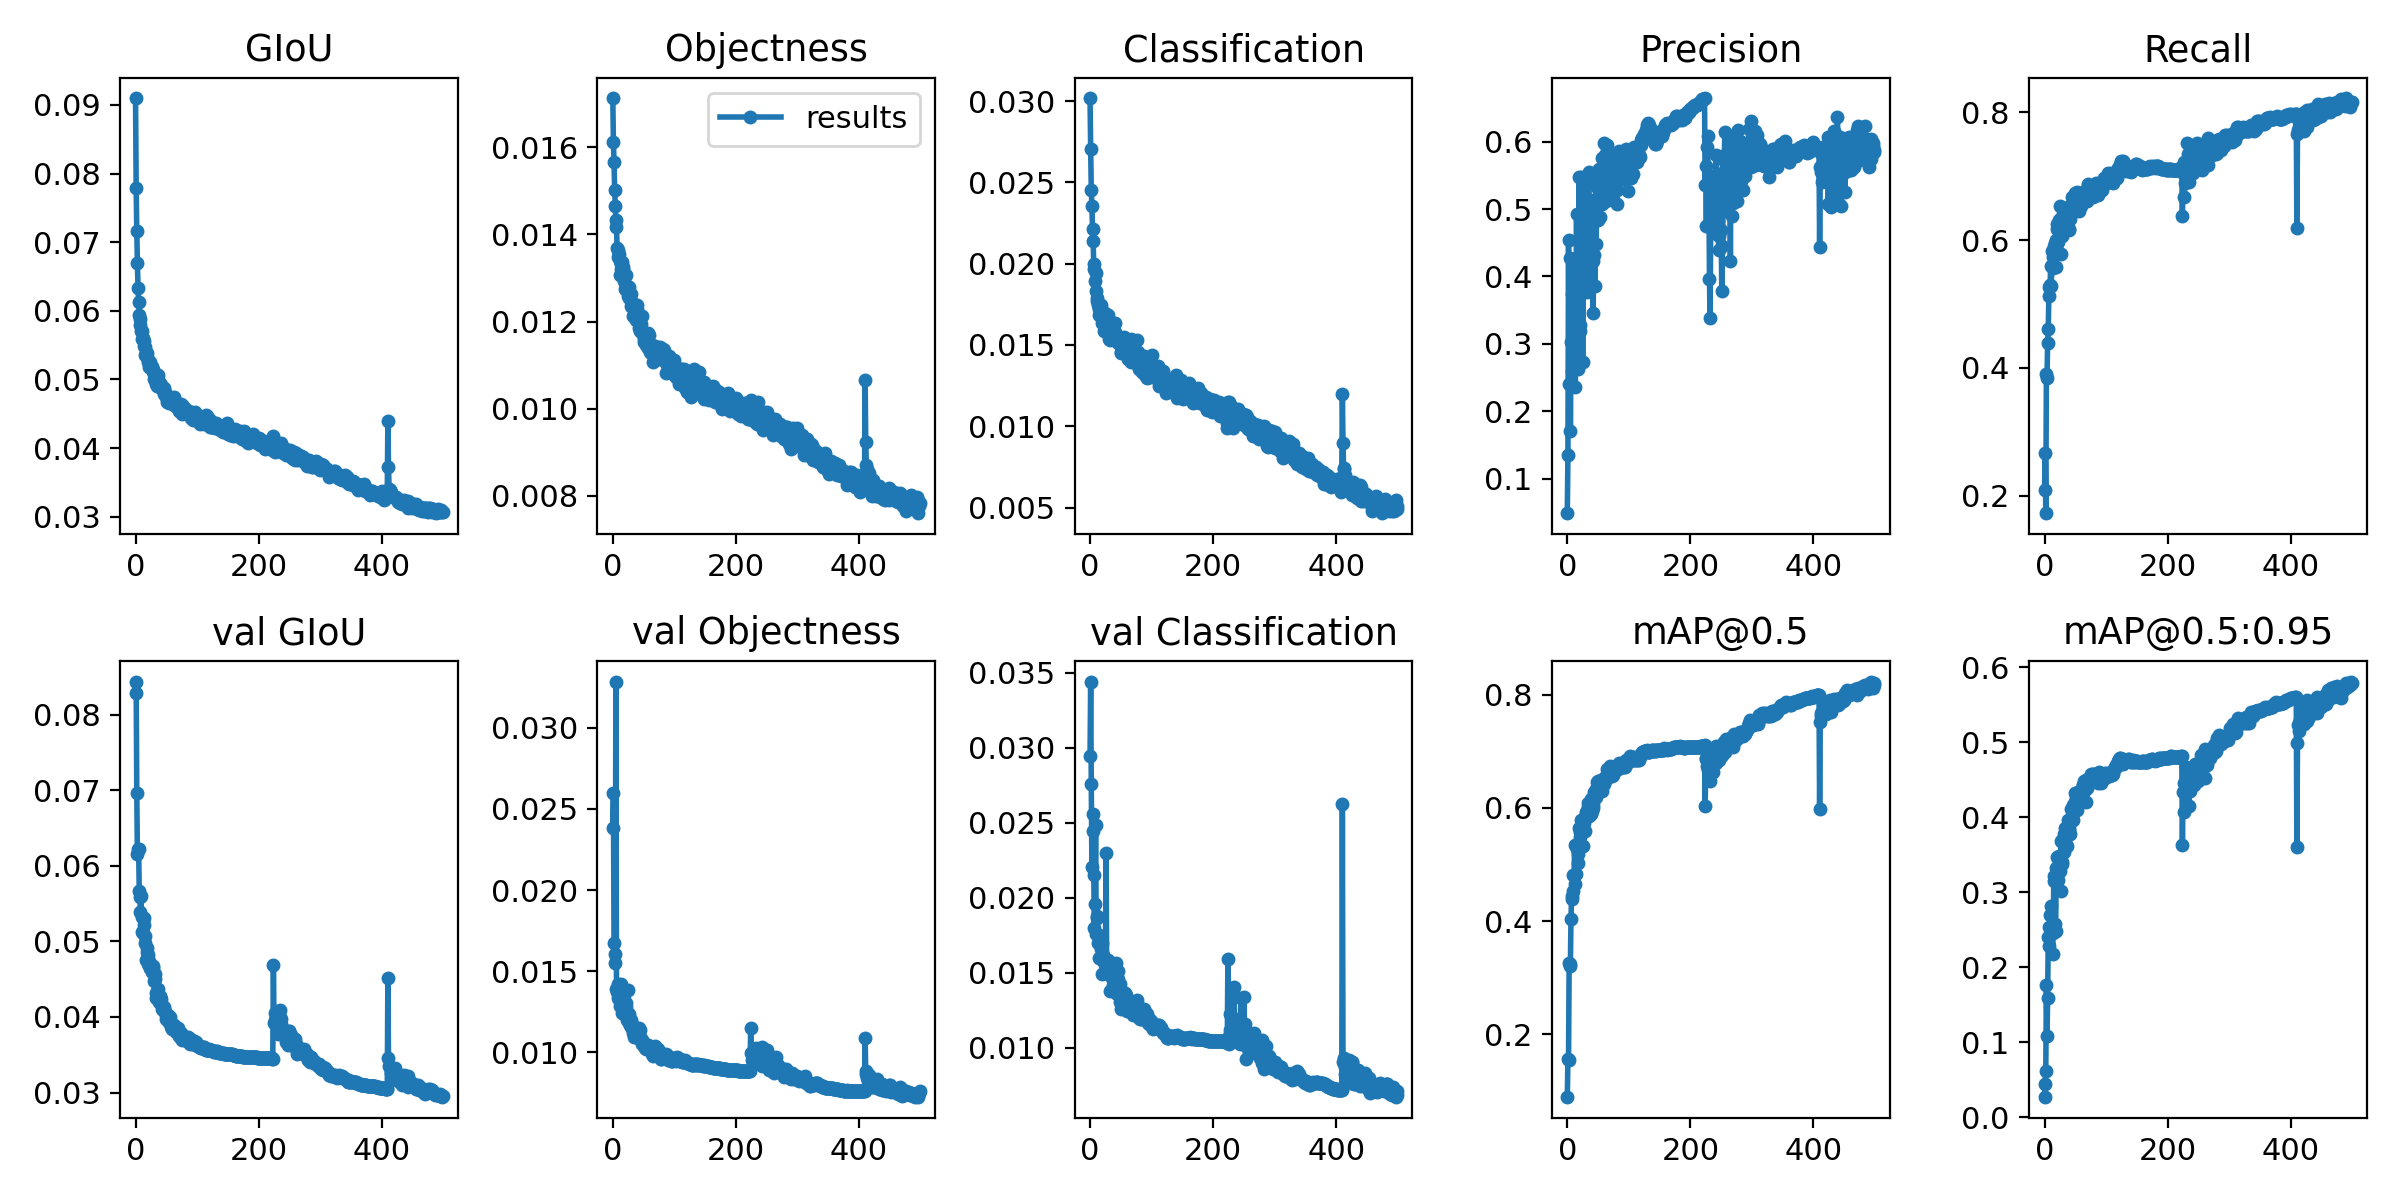 GIoU
0.09
0.08
0.07
0.06
0.05
0.04
0.03
0 200 400
Objectness
results
0.016
0.014
0.012
0.010
0.008
0 200 400
Classification
0.030
0.025
0.020
0.015
0.010
0.005
0 200 400
Precision
0.6
0.5
0.4
0.3
0.2
0.1
0 200 400
Recall
0.8
0.6
0.4
0.2
0 200 400
val GIoU
0.08
0.07
0.06
0.05
0.04
0.03
0 200 400
val Objectness
0.030
0.025
0.020
0.015
0.010
0 200 400
val Classification
0.035
0.030
0.025
0.020
0.015
0.010
0 200 400
mAP@0.5
0.8
0.6
0.4
0.2
0 200 400
mAP@0.5:0.95
0.6
0.5
0.4
0.3
0.2
0.1
0.0
0 200 400